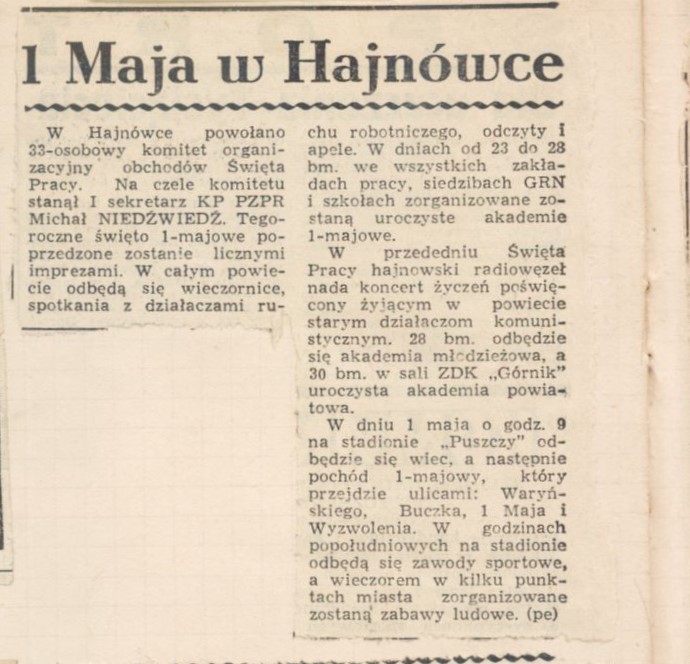 1 Maja w Hajnówce
W Hajnówce powołano
33-osobowy komitet organi-
zacyjny obchodów Święta
Pracy. Na czele komitetu
stanął I sekretarz KP PZPR
Michał NIEDŹWIEDŹ. Tego-
roczne święto 1-majowe po-
przedzone zostanie licznymi
imprezami. W całym powie-
cie odbędą się wieczornice,
spotkania z działaczami ru-
chu robotniczego, odczyty i
apele. W dniach od 23 do 28
bm. we wszystkich zakła-
dach pracy, siedzibach GRN
i szkołach zorganizowane zo-
staną uroczyste akademie
1-majowe.
W przededniu Święta
Pracy hajnowski radiowęzeł
nada koncert życzeń poświę-
cony żyjącym w powiecie
starym działaczom komuni-
stycznym. 28 bm. odbędzie
się akademia młodzieżowa, a
30 bm. w sali ZDK „Górnik”
uroczysta akademia powia-
towa.
W dniu 1 maja o godz. 9
na stadionie „Puszczy” od-
będzie się wiec, a następnie
pochód 1-majowy, który
przejdzie ulicami: Waryń-
skiego, Buczka, 1 Maja i
Wyzwolenia. W godzinach
popołudniowych na stadionie
odbędą się zawody sportowe,
a wieczorem w kilku punk-
tach miasta zorganizowane
zostaną zabawy ludowe. (pe)